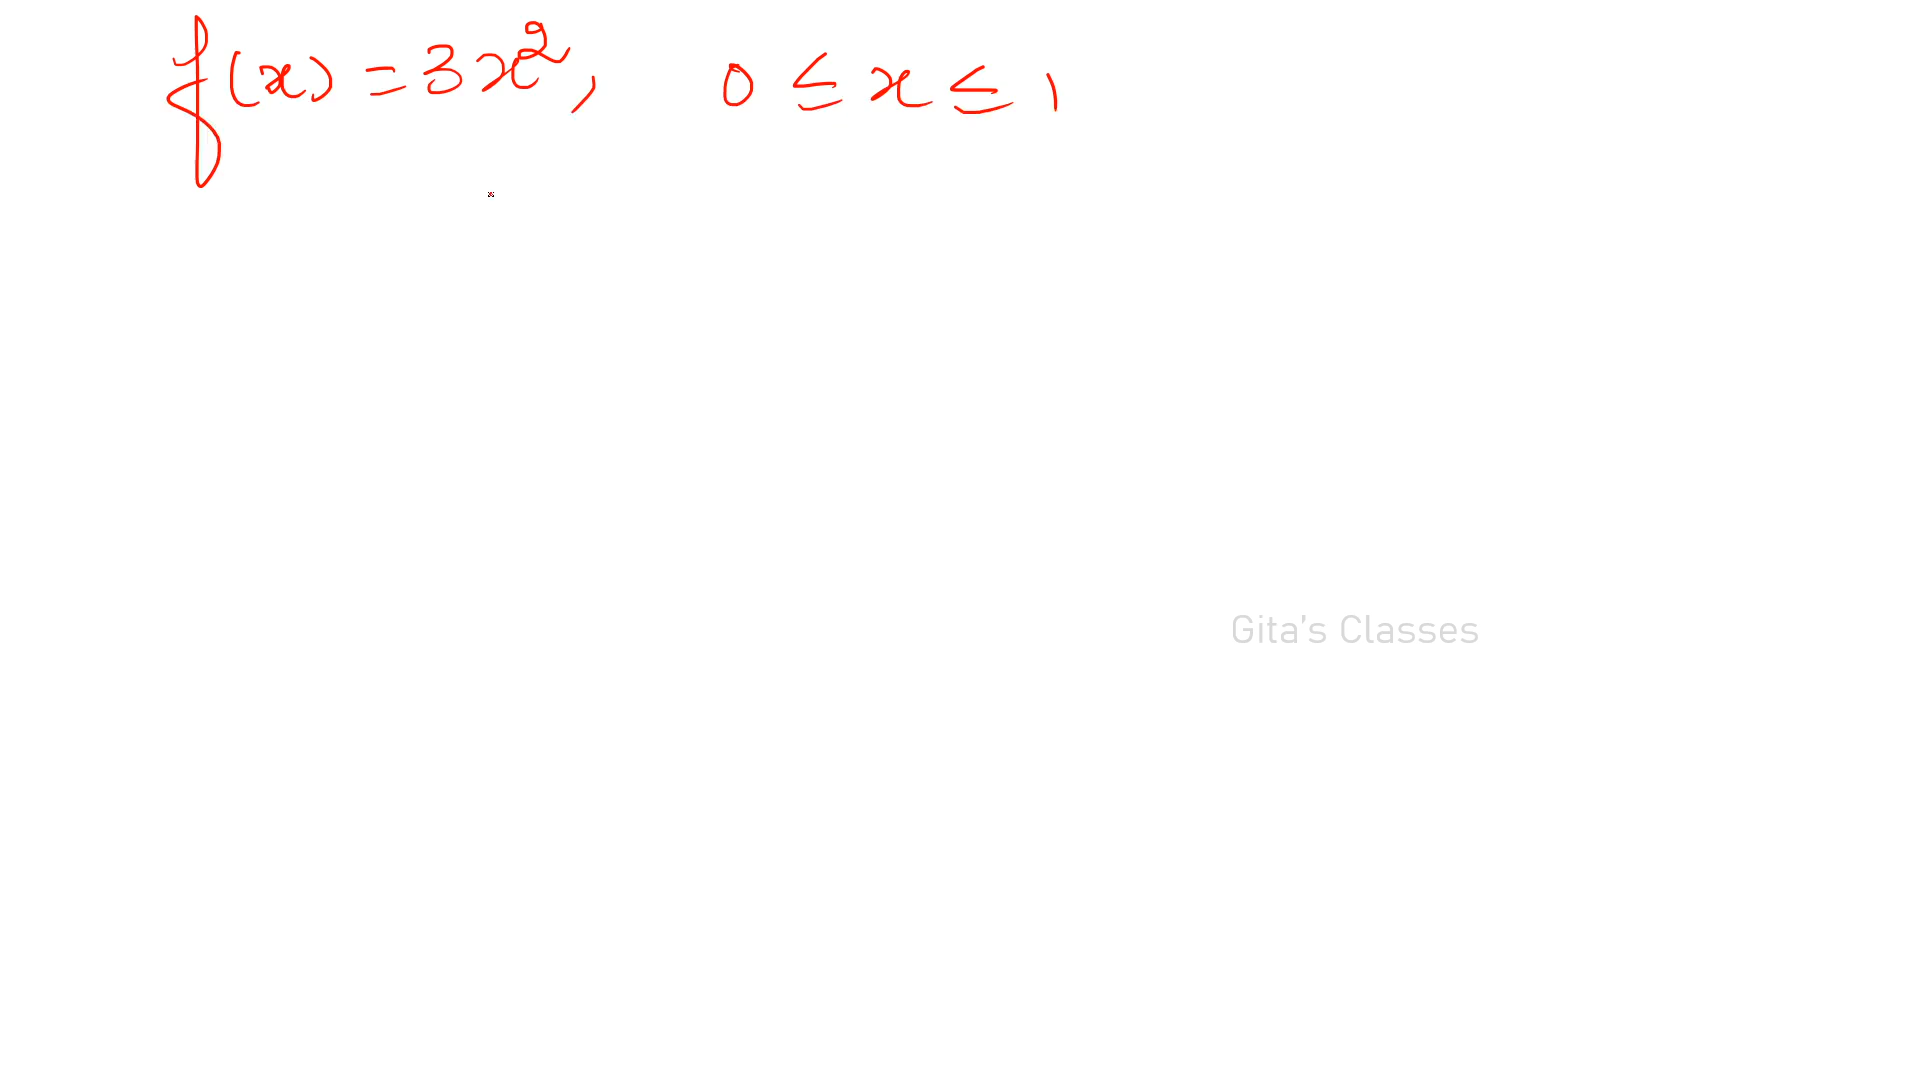 f(x) = 3x², 0 ≤ x ≤ 1
Gita's Classes